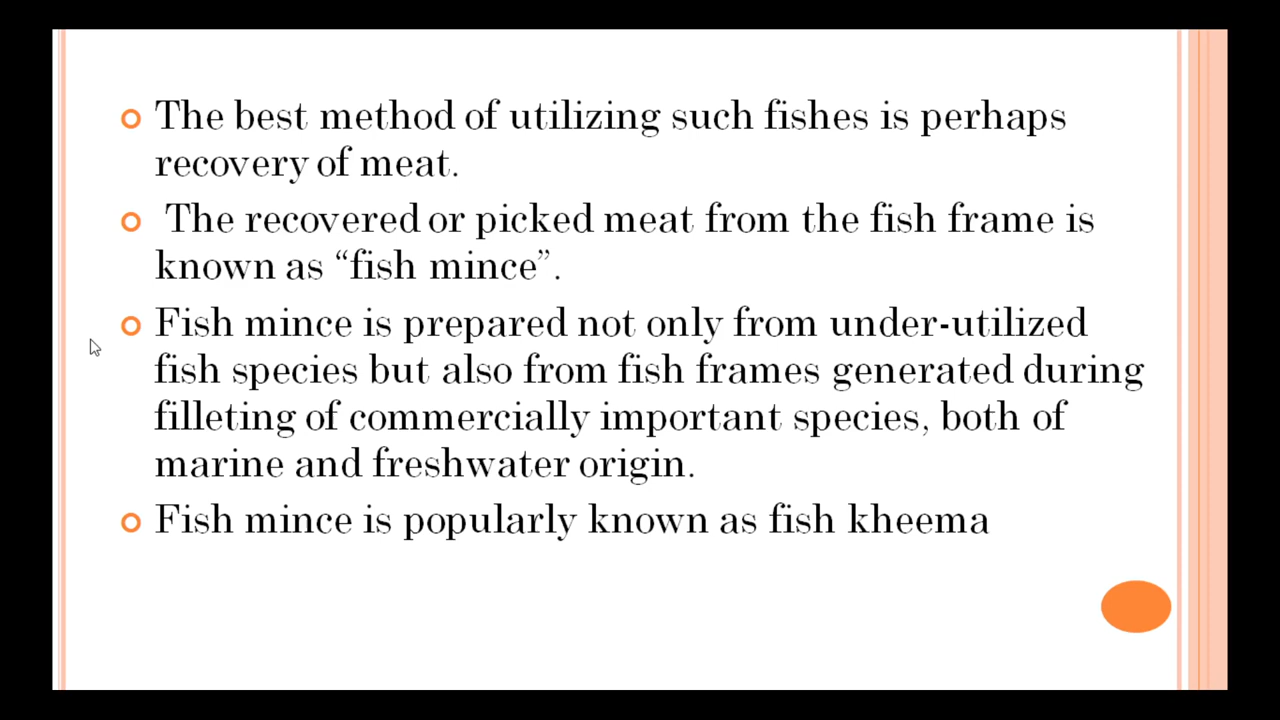 The best method of utilizing such fishes is perhaps
recovery of meat.
The recovered or picked meat from the fish frame is
known as “fish mince”.
Fish mince is prepared not only from under-utilized
fish species but also from fish frames generated during
filleting of commercially important species, both of
marine and freshwater origin.
Fish mince is popularly known as fish kheema